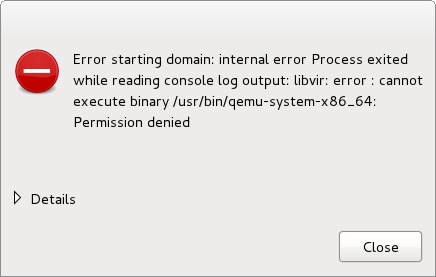 Error starting domain: internal error Process exited
while reading console log output: libvir: error : cannot
execute binary /usr/bin/qemu-system-x86_64:
Permission denied
Details
Close